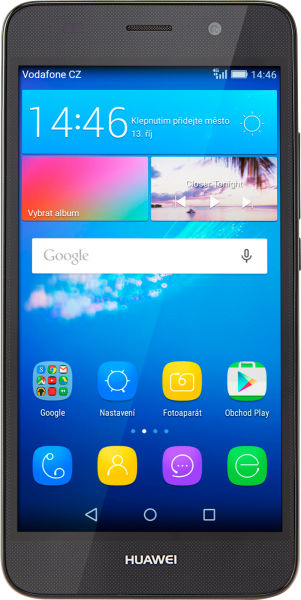 Vodafone CZ 4G 14:46
14:46
Klepnutím přidejte město
13. říj
Vybrat album
Closer Tonight
Google
Google Nastavení Fotoaparát Obchod Play
HUAWEI